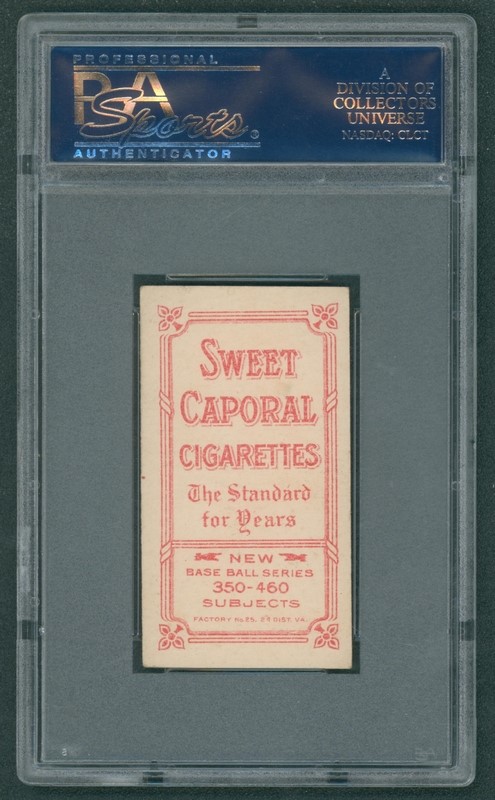 PROFESSIONAL
PSA
Sports ®
AUTHENTICATOR
A
DIVISION OF
COLLECTORS
UNIVERSE
NASDAQ: CLCT
SWEET
CAPORAL
CIGARETTES
The Standard
for Years
NEW
BASE BALL SERIES
350-460
SUBJECTS
FACTORY No. 25, 2d DIST. VA.